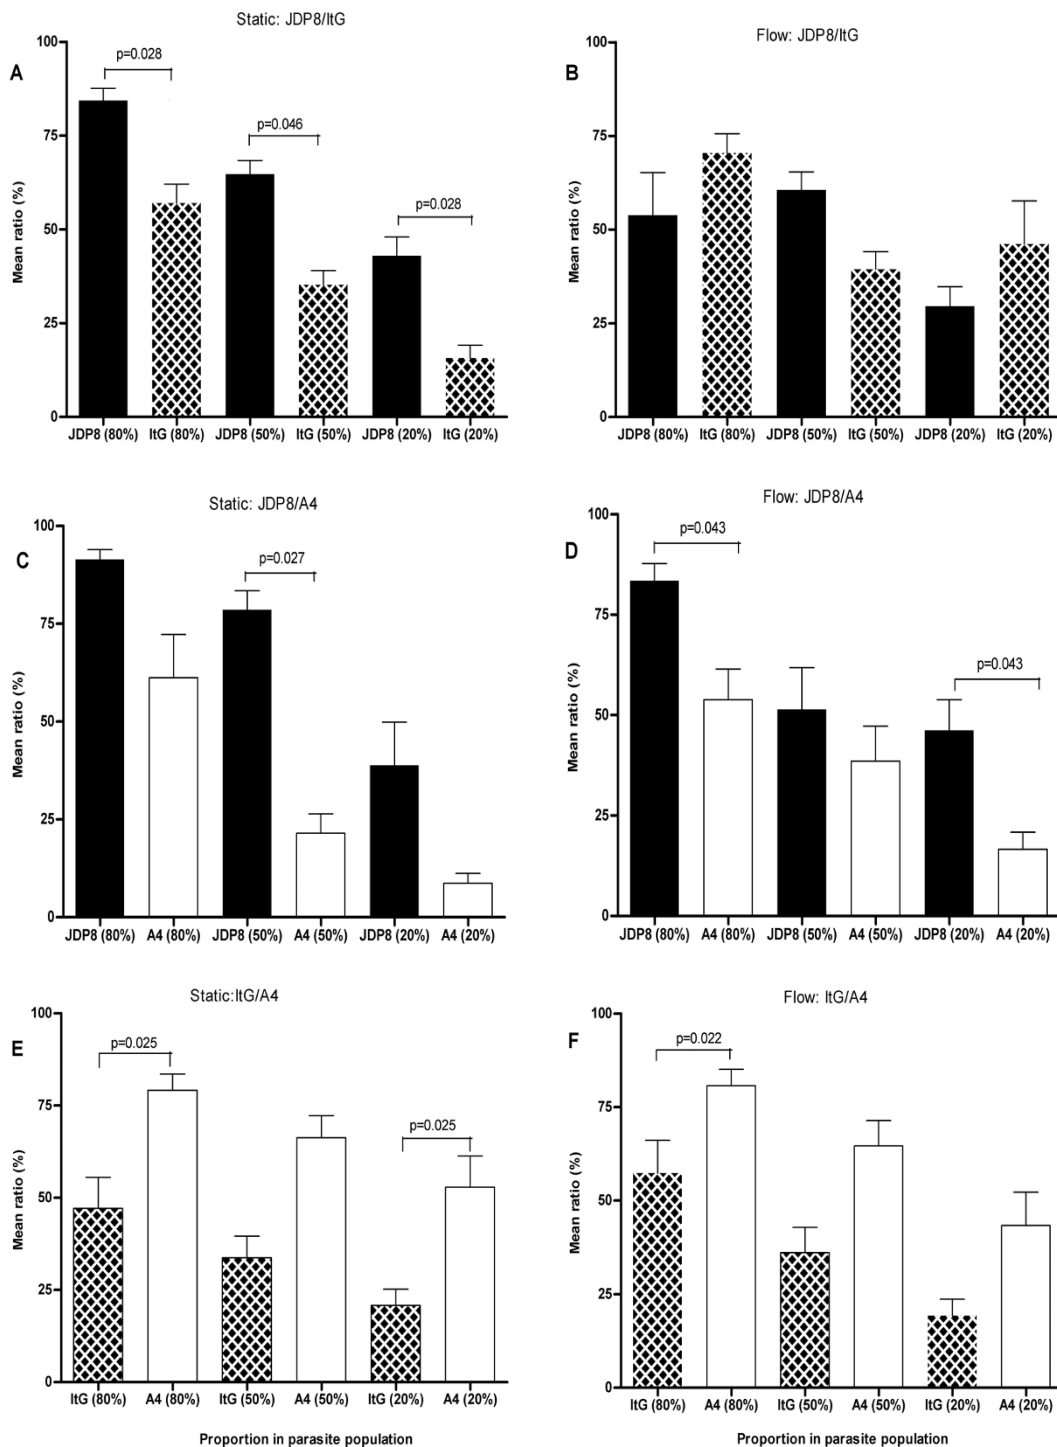 Static: JDP8/ItG
A
Mean ratio (%)
100
75
50
25
0
p=0.028
p=0.046
p=0.028
JDP8 (80%) ItG (80%) JDP8 (50%) ItG (50%) JDP8 (20%) ItG (20%)
Flow: JDP8/ItG
B
Mean ratio (%)
100
75
50
25
0
JDP8 (80%) ItG (80%) JDP8 (50%) ItG (50%) JDP8 (20%) ItG (20%)
Static: JDP8/A4
C
Mean ratio (%)
100
75
50
25
0
p=0.027
JDP8 (80%) A4 (80%) JDP8 (50%) A4 (50%) JDP8 (20%) A4 (20%)
Flow: JDP8/A4
D
Mean ratio (%)
100
75
50
25
0
p=0.043
p=0.043
JDP8 (80%) A4 (80%) JDP8 (50%) A4 (50%) JDP8 (20%) A4 (20%)
Static:ItG/A4
E
Mean ratio (%)
100
75
50
25
0
p=0.025
p=0.025
ItG (80%) A4 (80%) ItG (50%) A4 (50%) ItG (20%) A4 (20%)
Flow: ItG/A4
F
Mean ratio (%)
100
75
50
25
0
p=0.022
ItG (80%) A4 (80%) ItG (50%) A4 (50%) ItG (20%) A4 (20%)
Proportion in parasite population
Proportion in parasite population